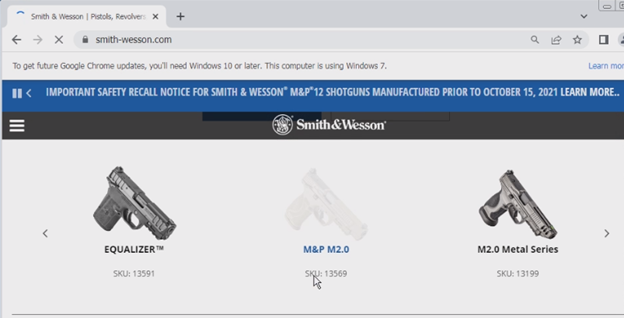 Smith & Wesson | Pistols, Revolvers
smith-wesson.com
To get future Google Chrome updates, you'll need Windows 10 or later. This computer is using Windows 7.
Learn mor
IMPORTANT SAFETY RECALL NOTICE FOR SMITH & WESSON® M&P®12 SHOTGUNS MANUFACTURED PRIOR TO OCTOBER 15, 2021 LEARN MORE..
Smith&Wesson®
EQUALIZER™
SKU: 13591
M&P M2.0
SKU: 13569
M2.0 Metal Series
SKU: 13199